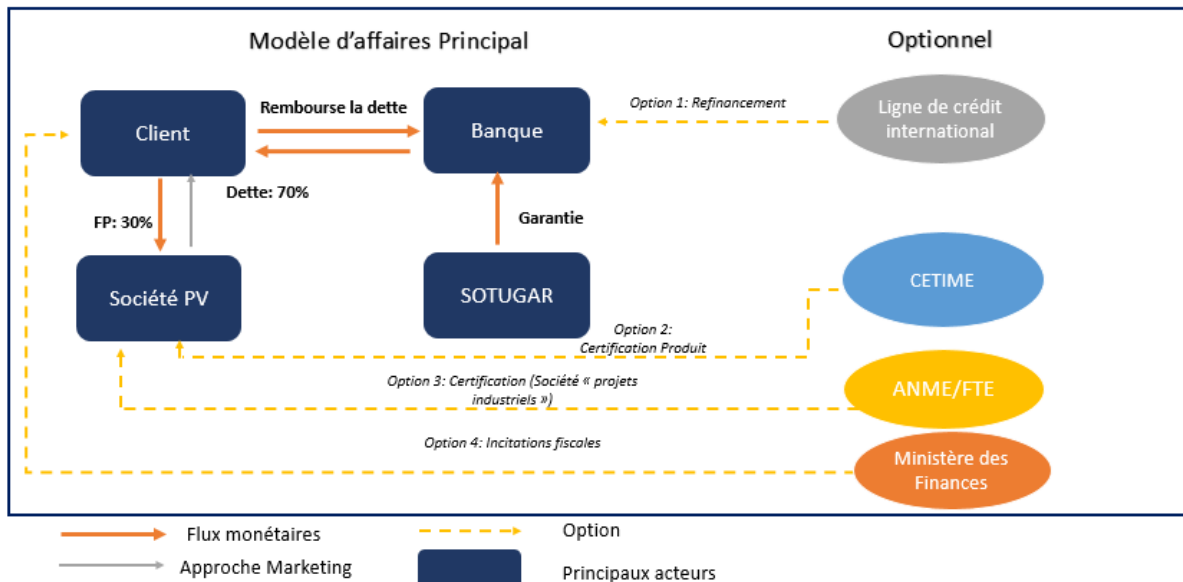 Modèle d'affaires Principal
Optionnel
Client
Rembourse la dette
Banque
Option 1: Refinancement
Ligne de crédit
international
Dette: 70%
FP: 30%
Garantie
Société PV
SOTUGAR
CETIME
Option 2:
Certification Produit
Option 3: Certification (Société « projets
industriels »)
ANME/FTE
Option 4: Incitations fiscales
Ministère des
Finances
Flux monétaires
Option
Approche Marketing
Principaux acteurs